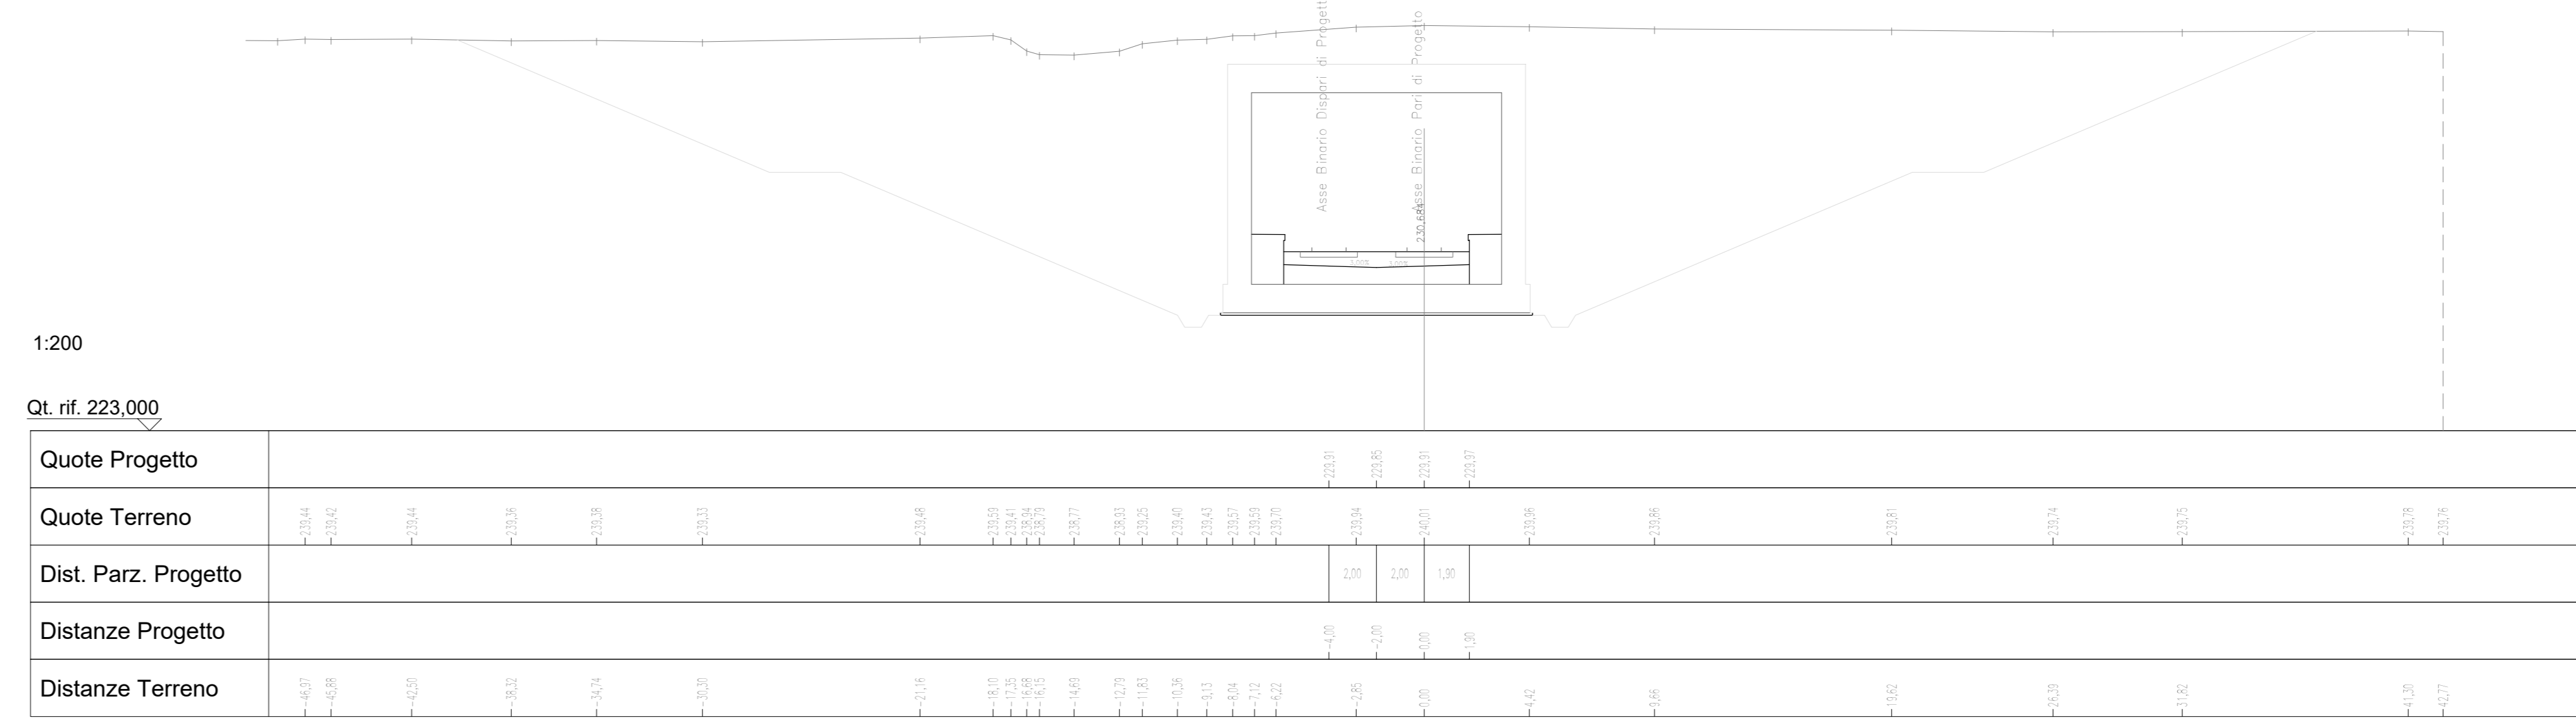 Asse Binario Dispari di Progetto
Asse Binario Pari di Progetto
230,684
3,00% 3,00%
1:200
Qt. rif. 223,000
Quote Progetto 229,91 229,85 229,91 229,97
Quote Terreno 239,44 239,42 239,44 239,36 239,38 239,33 239,48 239,59 239,41 238,94 238,79 238,77 238,93 239,25 239,40 239,43 239,57 239,59 239,70 239,94 240,01 239,96 239,86 239,81 239,74 239,75 239,78 239,76
Dist. Parz. Progetto 2,00 2,00 1,90
Distanze Progetto -4,00 -2,00 0,00 1,90
Distanze Terreno -46,97 -45,88 -42,50 -38,32 -34,74 -30,30 -21,16 -18,10 -17,35 -16,68 -16,15 -14,69 -12,79 -11,83 -10,36 -9,13 -8,04 -7,12 -6,22 -2,85 0,00 4,42 9,66 19,62 26,39 31,82 41,30 42,77